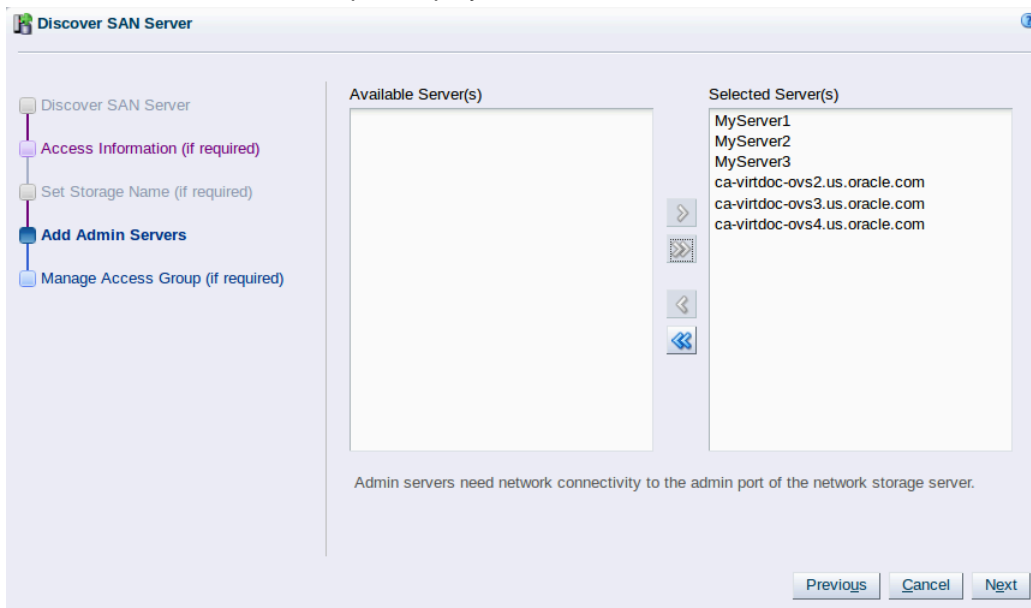 Discover SAN Server
Discover SAN Server
Access Information (if required)
Set Storage Name (if required)
Add Admin Servers
Manage Access Group (if required)
Available Server(s)
Selected Server(s)
MyServer1
MyServer2
MyServer3
ca-virtdoc-ovs2.us.oracle.com
ca-virtdoc-ovs3.us.oracle.com
ca-virtdoc-ovs4.us.oracle.com
Admin servers need network connectivity to the admin port of the network storage server.
Previous
Cancel
Next